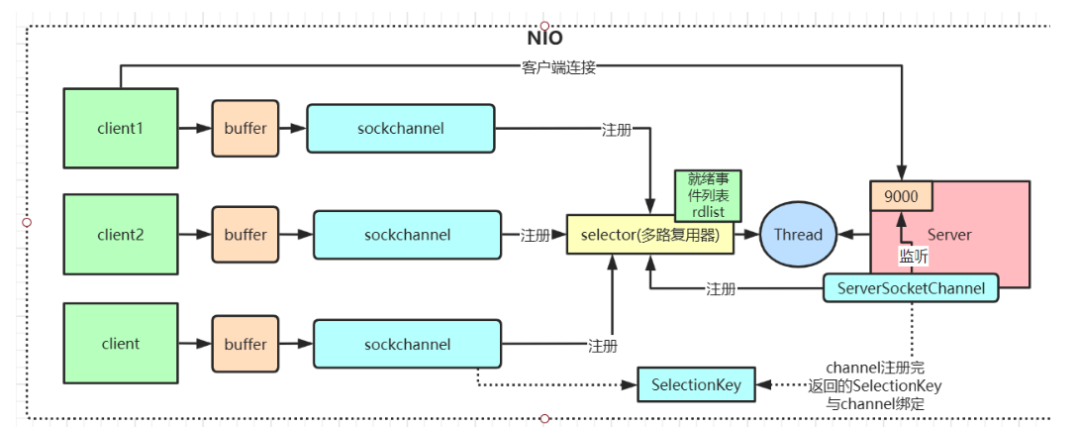 NIO
客户端连接
client1
buffer
sockchannel
注册
就绪事
件列表
rdlist
9000
client2
buffer
sockchannel
注册
selector(多路复用器)
Thread
Server
监听
注册
ServerSocketChannel
client
buffer
sockchannel
注册
SelectionKey
channel注册完
返回的SelectionKey
与channel绑定